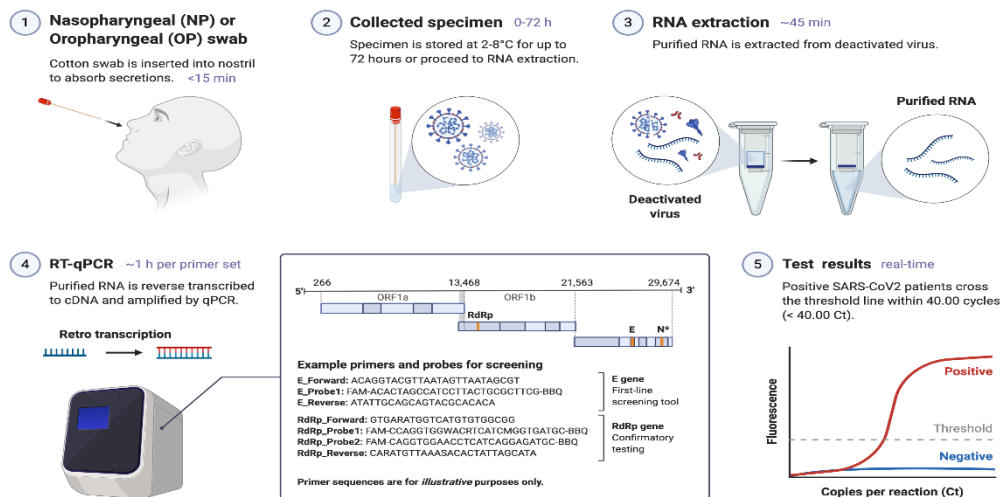 1
Nasopharyngeal (NP) or
Oropharyngeal (OP) swab
Cotton swab is inserted into nostril
to absorb secretions. <15 min
2
Collected specimen 0-72 h
Specimen is stored at 2-8°C for up to
72 hours or proceed to RNA extraction.
3
RNA extraction ~45 min
Purified RNA is extracted from deactivated virus.
Purified RNA
Deactivated
virus
4
RT-qPCR ~1 h per primer set
Purified RNA is reverse transcribed
to cDNA and amplified by qPCR.
Retro transcription
266 13,468 21,563 29,674
5' 3'
ORF1a ORF1b
RdRp
E N*
Example primers and probes for screening
E_Forward: ACAGGTACGTTAATAGTTAATAGCGT
E_Probe1: FAM-ACACTAGCCATCCTTACTGCGCTTCG-BBQ
E_Reverse: ATATTGCAGCAGTACGCACACA
E gene
First-line
screening tool
RdRp_Forward: GTGARATGGTCATGTGTGGCGG
RdRp_Probe1: FAM-CCAGGTGGWACRTCATCMGGTGATGC-BBQ
RdRp_Probe2: FAM-CAGGTGGAACCTCATCAGGAGATGC-BBQ
RdRp_Reverse: CARATGTTAAASACACTATTAGCATA
RdRp gene
Confirmatory
testing
Primer sequences are for illustrative purposes only.
5
Test results real-time
Positive SARS-CoV2 patients cross
the threshold line within 40.00 cycles
(< 40.00 Ct).
Fluorescence
Positive
Threshold
Negative
Copies per reaction (Ct)